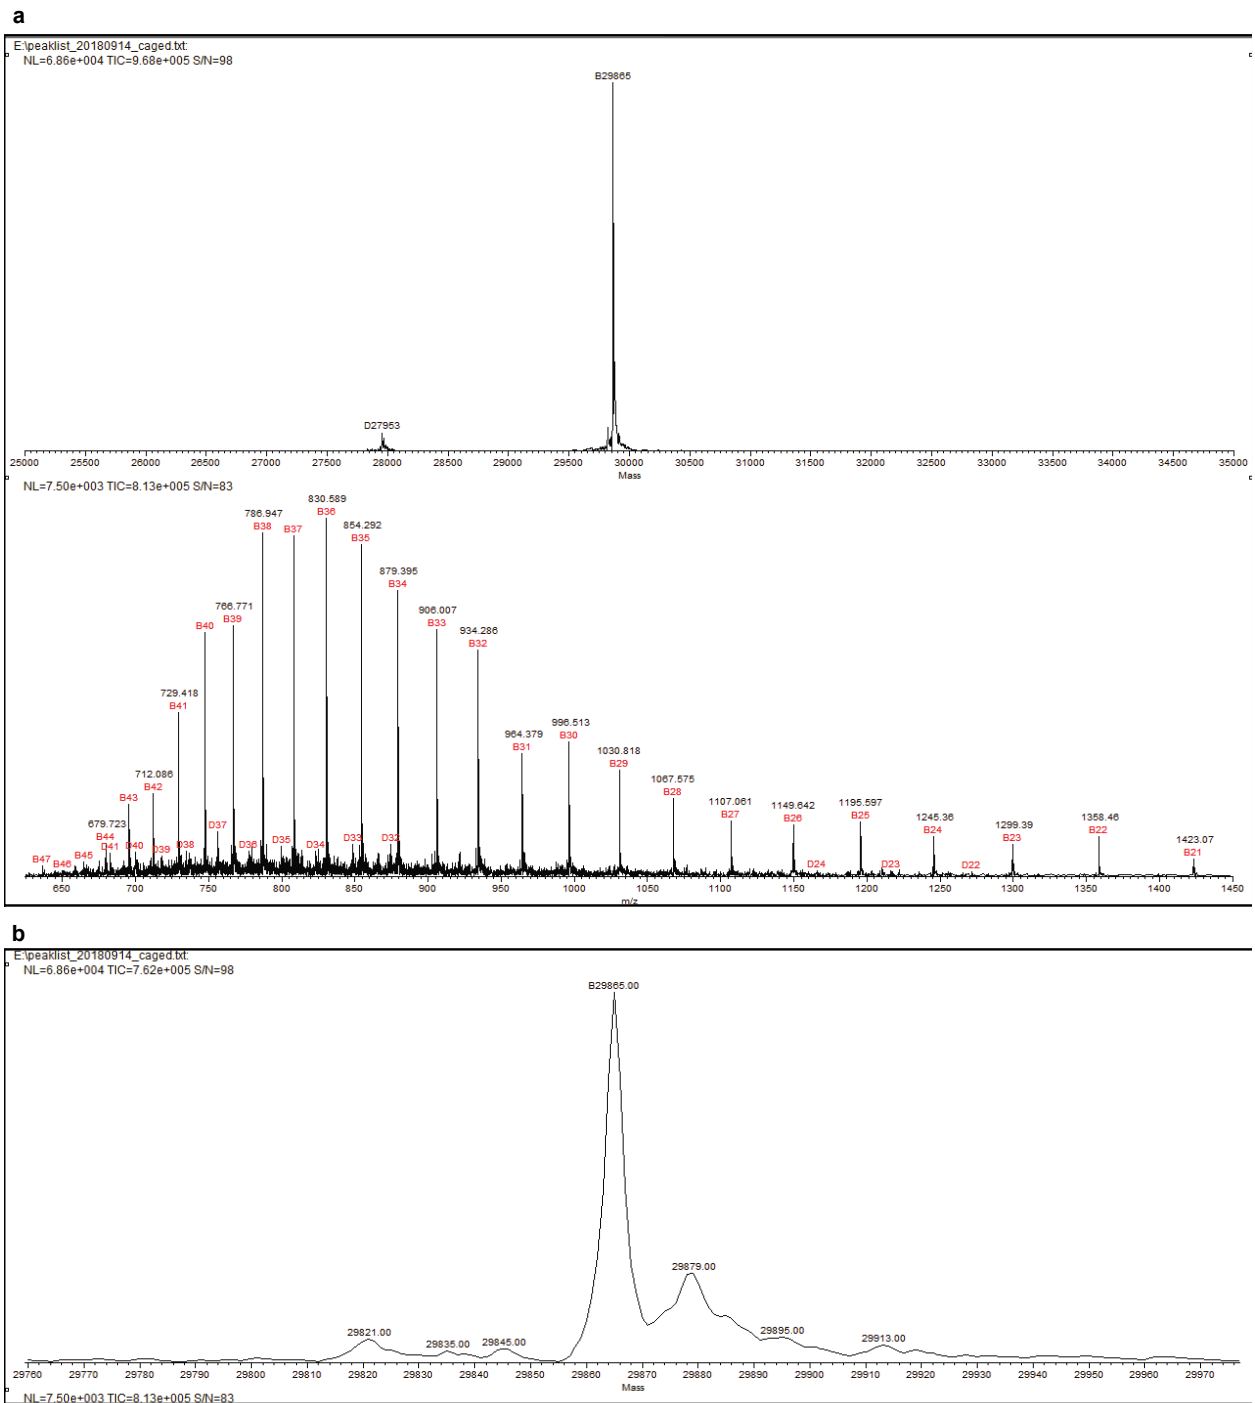 a
E:\peaklist_20180914_caged.txt:
NL=6.86e+004 TIC=9.68e+005 S/N=98
B29865
D27953
25000 25500 26000 26500 27000 27500 28000 28500 29000 29500 30000 30500 31000 31500 32000 32500 33000 33500 34000 34500 35000
Mass
NL=7.50e+003 TIC=8.13e+005 S/N=83
830.589
B36
786.947
B38
B37
854.292
B35
879.395
B34
766.771
B39
B40
906.007
B33
934.286
B32
729.418
B41
996.513
B30
964.379
B31
1030.818
B29
712.086
B42
1067.575
B28
B43
1107.061
B27
1149.642
B26
1195.597
B25
679.723
B44
1245.36
B24
1299.39
B23
1358.46
B22
1423.07
B21
B47 B46 B45 D41 D40 D39 D38 D37 D36 D35 D34 D33 D32 D24 D23 D22
650 700 750 800 850 900 950 1000 1050 1100 1150 1200 1250 1300 1350 1400 1450
m/z
b
E:\peaklist_20180914_caged.txt:
NL=6.86e+004 TIC=7.62e+005 S/N=98
B29865.00
29879.00
29821.00
29835.00
29845.00
29895.00
29913.00
29760 29770 29780 29790 29800 29810 29820 29830 29840 29850 29860 29870 29880 29890 29900 29910 29920 29930 29940 29950 29960 29970
Mass
NL=7.50e+003 TIC=8.13e+005 S/N=83